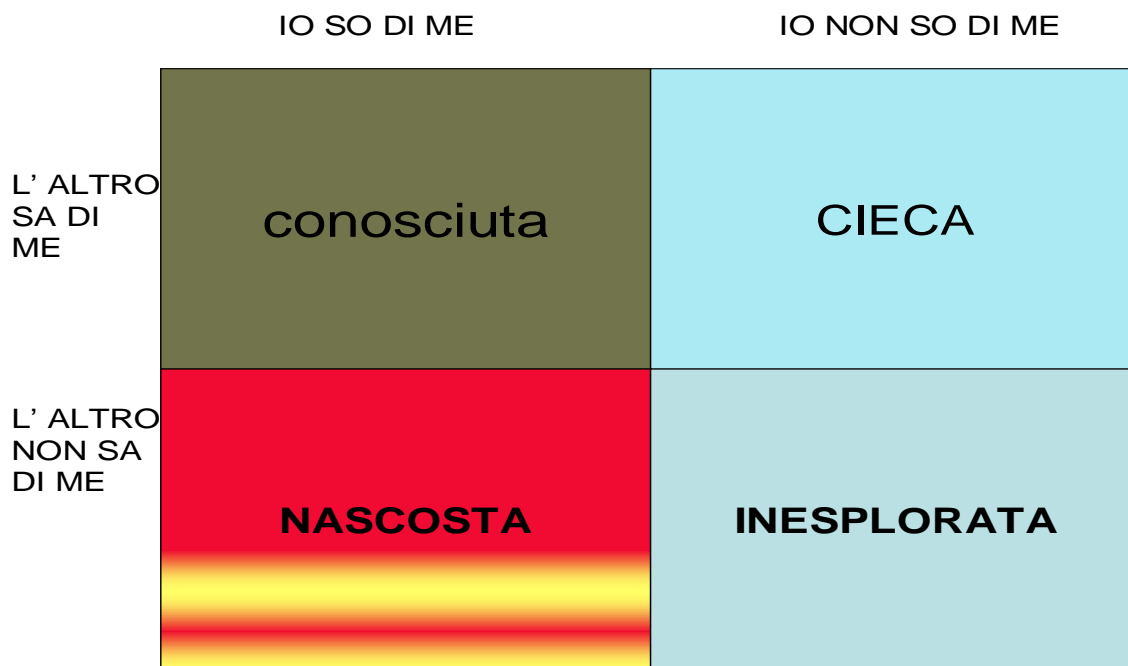 IO SO DI ME
IO NON SO DI ME
L' ALTRO
SA DI
ME
conosciuta
CIECA
L' ALTRO
NON SA
DI ME
NASCOSTA
INESPLORATA